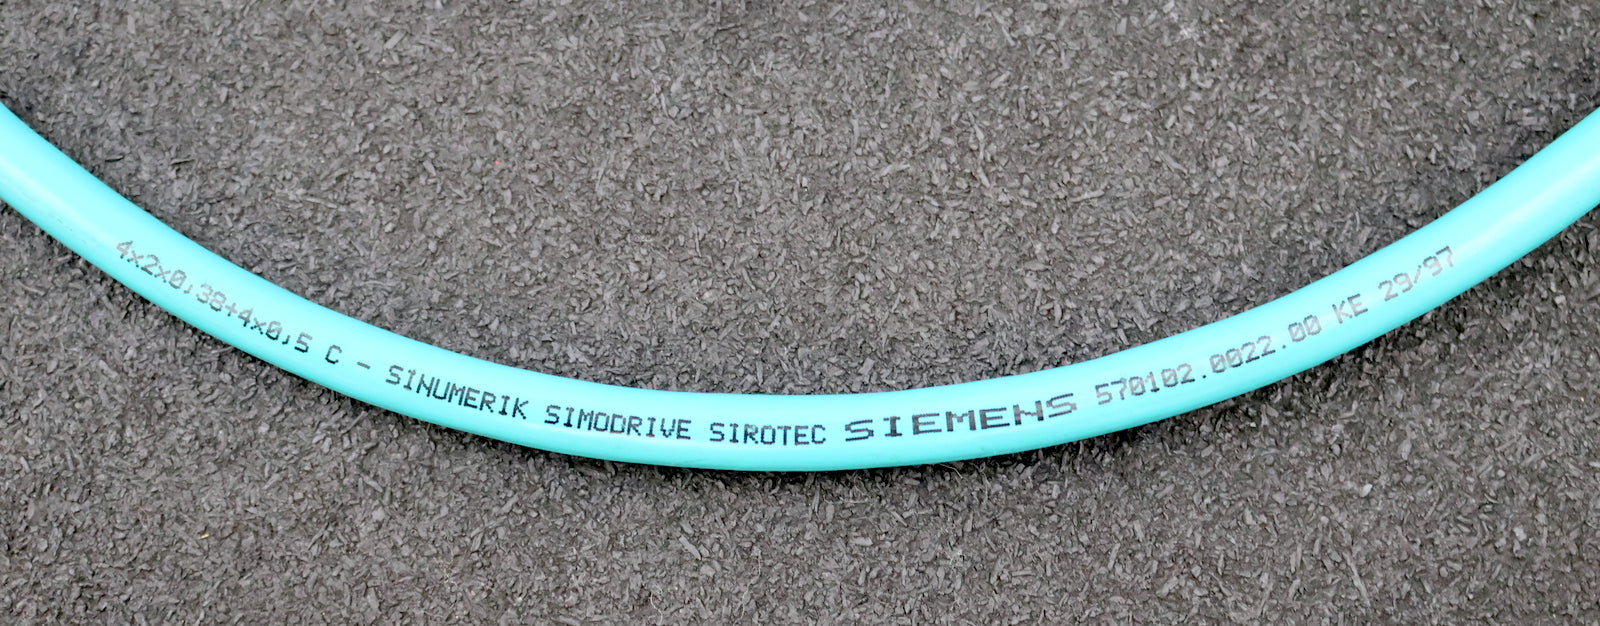 4x2x0,38+4x0,5 C - SINUMERIK SIMODRIVE SIROTEC SIEMENS 570102.0022.00 KE 29/97